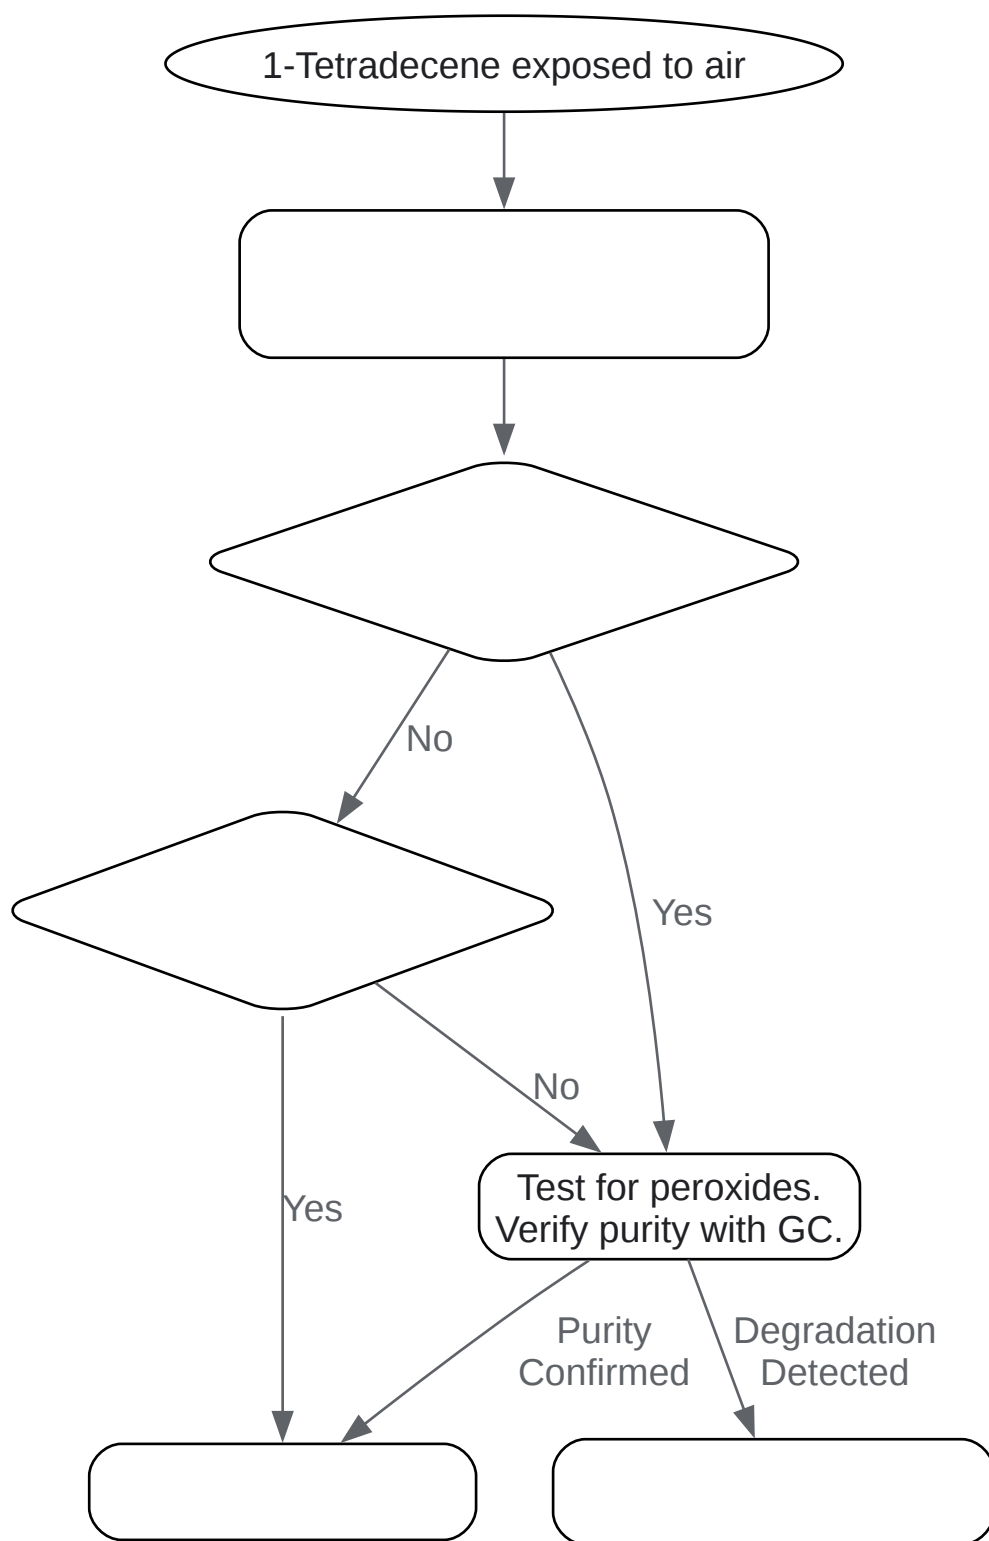 1-Tetradecene exposed to air
No
Yes
No
Test for peroxides.
Verify purity with GC.
Yes
Purity
Confirmed
Degradation
Detected